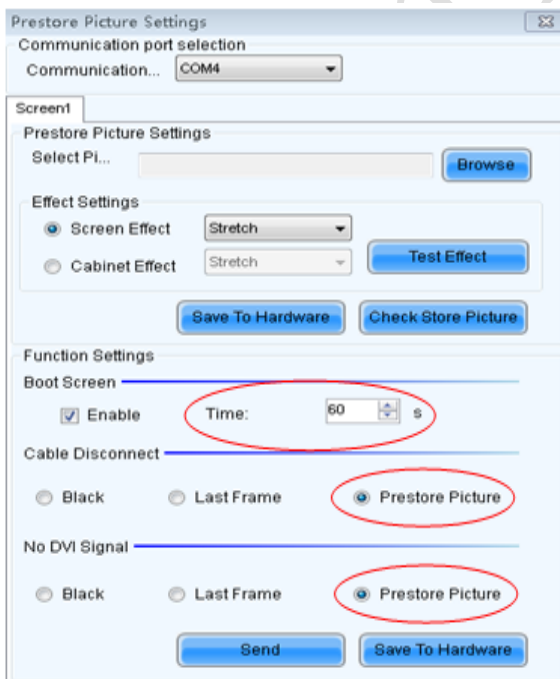 Prestore Picture Settings
Communication port selection
Communication... COM4
Screen1
Prestore Picture Settings
Select Pi... Browse
Effect Settings
Screen Effect Stretch
Cabinet Effect Stretch Test Effect
Save To Hardware Check Store Picture
Function Settings
Boot Screen
Enable Time: 60 s
Cable Disconnect
Black Last Frame Prestore Picture
No DVI Signal
Black Last Frame Prestore Picture
Send Save To Hardware